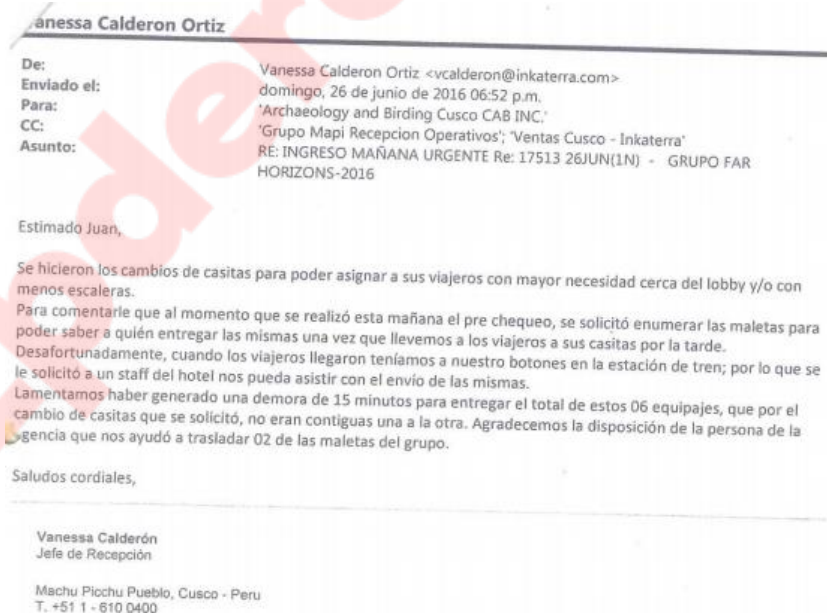 anessa Calderon Ortiz
De: Vanessa Calderon Ortiz <vcalderon@inkaterra.com>
Enviado el: domingo, 26 de junio de 2016 06:52 p.m.
Para: 'Archaeology and Birding Cusco CAB INC.'
CC: 'Grupo Mapi Recepcion Operativos'; 'Ventas Cusco - Inkaterra'
Asunto: RE: INGRESO MAÑANA URGENTE Re: 17513 26JUN(1N) - GRUPO FAR
HORIZONS-2016
Estimado Juan,
Se hicieron los cambios de casitas para poder asignar a sus viajeros con mayor necesidad cerca del lobby y/o con
menos escaleras.
Para comentarle que al momento que se realizó esta mañana el pre chequeo, se solicitó enumerar las maletas para
poder saber a quién entregar las mismas una vez que llevemos a los viajeros a sus casitas por la tarde.
Desafortunadamente, cuando los viajeros llegaron teníamos a nuestro botones en la estación de tren; por lo que se
le solicitó a un staff del hotel nos pueda asistir con el envío de las mismas.
Lamentamos haber generado una demora de 15 minutos para entregar el total de estos 06 equipajes, que por el
cambio de casitas que se solicitó, no eran contiguas una a la otra. Agradecemos la disposición de la persona de la
gencia que nos ayudó a trasladar 02 de las maletas del grupo.
Saludos cordiales,
Vanessa Calderón
Jefe de Recepción
Machu Picchu Pueblo, Cusco - Peru
T. +51 1 - 610 0400